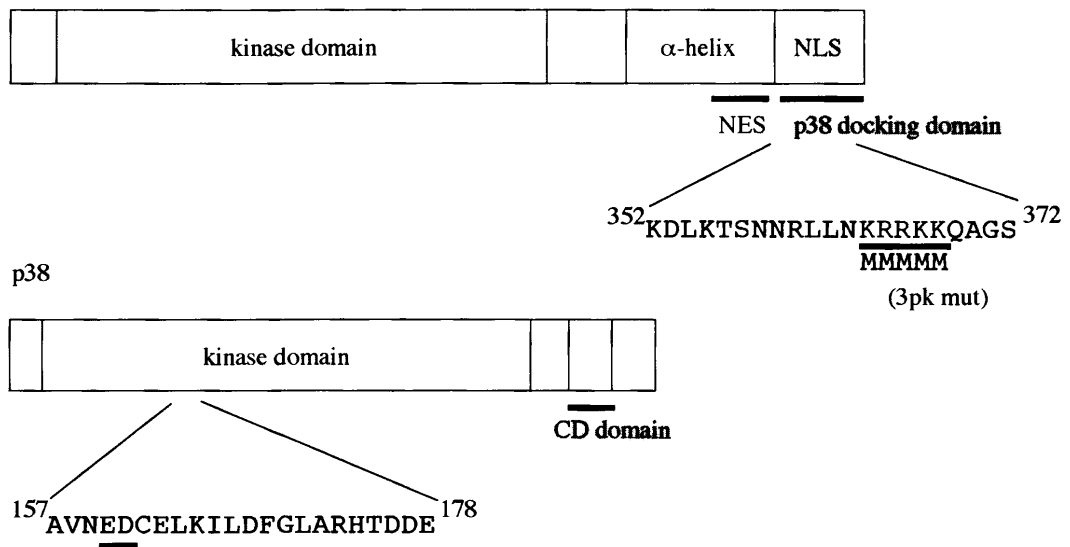 kinase domain α-helix NLS
NES p38 docking domain
352KDLKTSNNRLLNKRRKKQAGS372
MMMMM
(3pk mut)
p38
kinase domain
CD domain
157AVNEDCELKILDFGLARHTDDE178